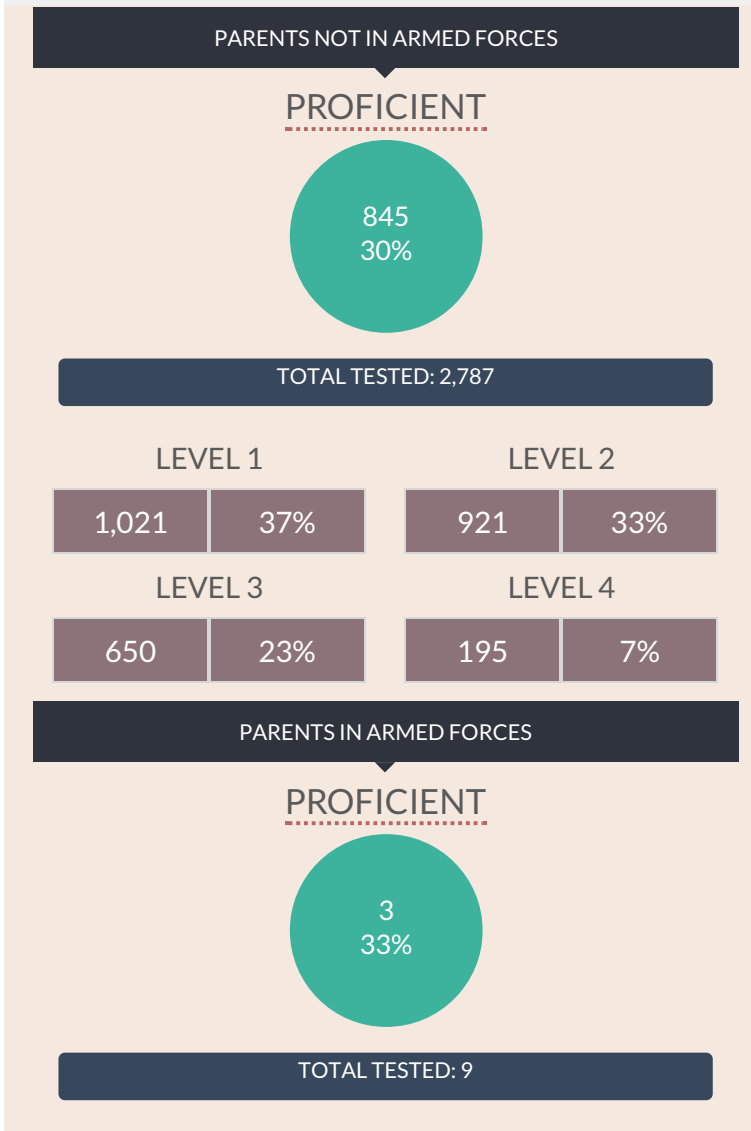 PARENTS NOT IN ARMED FORCES
PROFICIENT
845
30%
TOTAL TESTED: 2,787
LEVEL 1
1,021 37%
LEVEL 2
921 33%
LEVEL 3
650 23%
LEVEL 4
195 7%
PARENTS IN ARMED FORCES
PROFICIENT
3
33%
TOTAL TESTED: 9